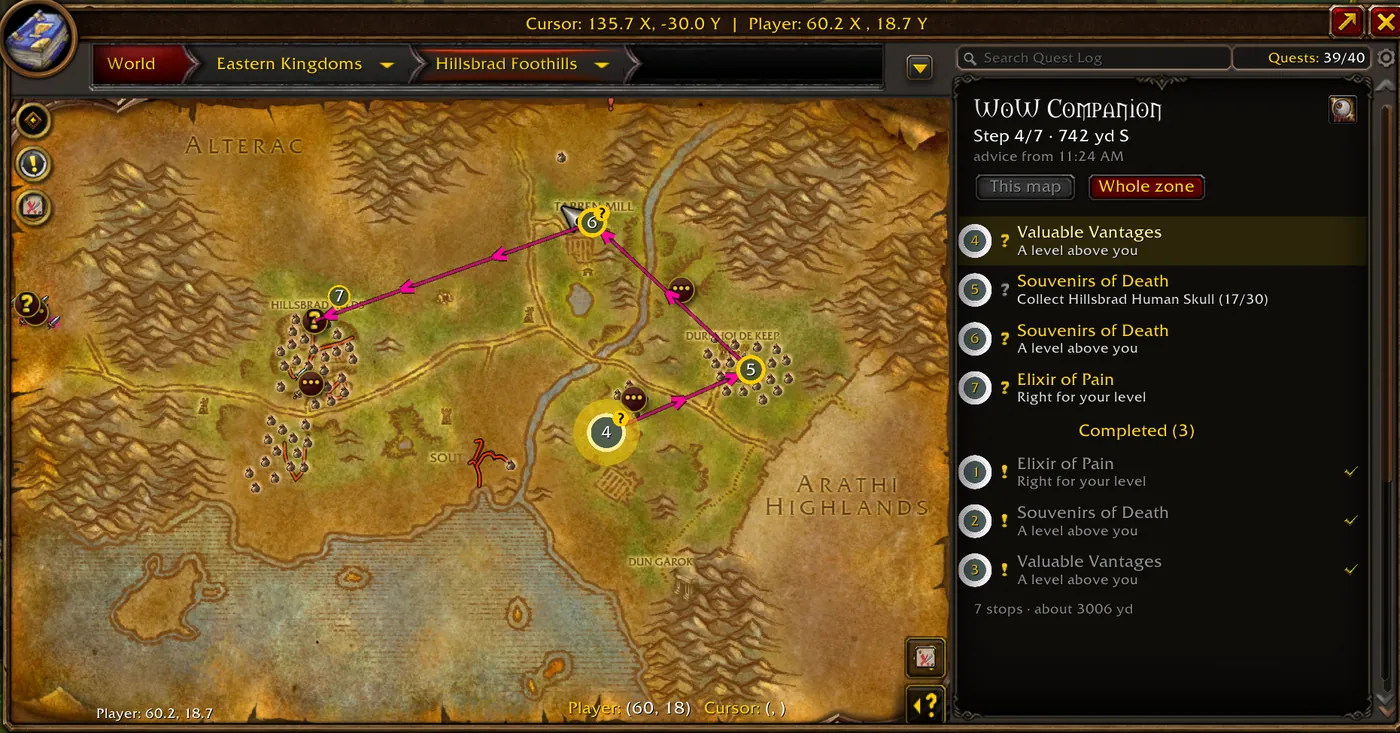 Cursor: 135.7 X, -30.0 Y | Player: 60.2 X , 18.7 Y
World
Eastern Kingdoms
Hillsbrad Foothills
Search Quest Log
Quests: 39/40
ALTERAC
TARREN MILL
6
?
7
HILLSBRAD
?
?
DURNHOLDE KEEP
5
4
?
SOUT
ARATHI
HIGHLANDS
DUN GAROK
Player: 60.2, 18.7
Player: (60, 18) Cursor: (, )
WoW Companion
Step 4/7 · 742 yd S
advice from 11:24 AM
This map
Whole zone
4 ? Valuable Vantages
A level above you
5 ? Souvenirs of Death
Collect Hillsbrad Human Skull (17/30)
6 ? Souvenirs of Death
A level above you
7 ? Elixir of Pain
Right for your level
Completed (3)
1 ! Elixir of Pain
Right for your level
2 ! Souvenirs of Death
A level above you
3 ! Valuable Vantages
A level above you
7 stops · about 3006 yd